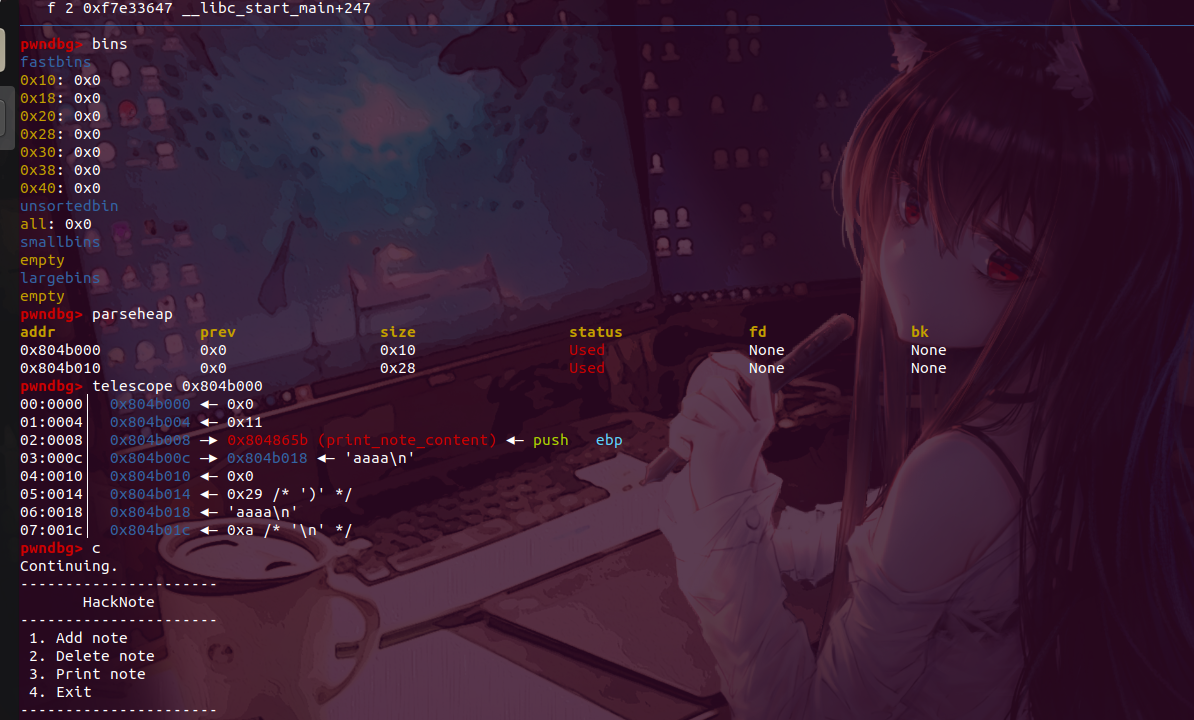 f 2 0xf7e33647 __libc_start_main+247
pwndbg> bins
fastbins
0x10: 0x0
0x18: 0x0
0x20: 0x0
0x28: 0x0
0x30: 0x0
0x38: 0x0
0x40: 0x0
unsortedbin
all: 0x0
smallbins
empty
largebins
empty
pwndbg> parseheap
addr prev size status fd bk
0x804b000 0x0 0x10 Used None None
0x804b010 0x0 0x28 Used None None
pwndbg> telescope 0x804b000
00:0000│ 0x804b000 ◂— 0x0
01:0004│ 0x804b004 ◂— 0x11
02:0008│ 0x804b008 —▸ 0x804865b (print_note_content) ◂— push ebp
03:000c│ 0x804b00c —▸ 0x804b018 ◂— 'aaaa\n'
04:0010│ 0x804b010 ◂— 0x0
05:0014│ 0x804b014 ◂— 0x29 /* ')' */
06:0018│ 0x804b018 ◂— 'aaaa\n'
07:001c│ 0x804b01c ◂— 0xa /* '\n' */
pwndbg> c
Continuing.
----------------------
HackNote
----------------------
1. Add note
2. Delete note
3. Print note
4. Exit
----------------------